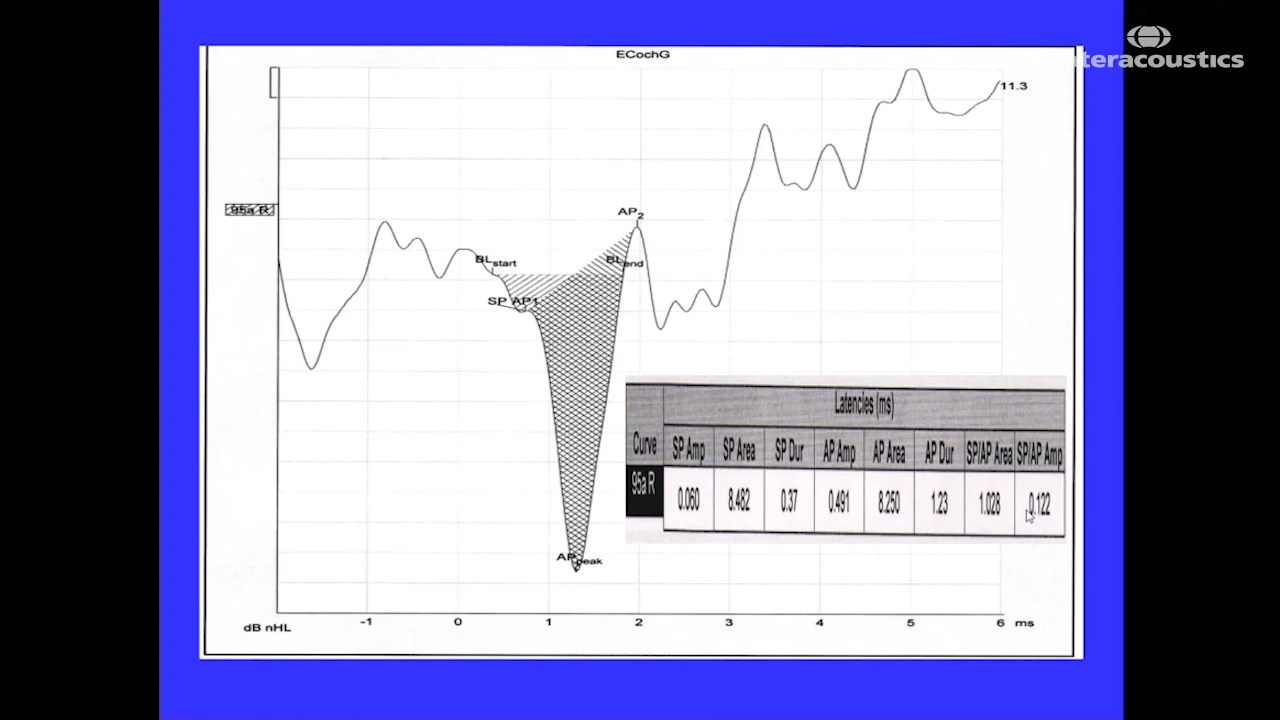 ECochG
teracoustics
11.3
95a R
AP2
BLstart
BLend
SP AP1
Latencies (ms)
Curve SP Amp SP Area SP Dur AP Amp AP Area AP Dur SP/AP Area SP/AP Amp
95a R 0.060 8.482 0.37 0.491 8.250 1.23 1.028 0.122
APpeak
-1 0 1 2 3 4 5 6 ms
dB nHL